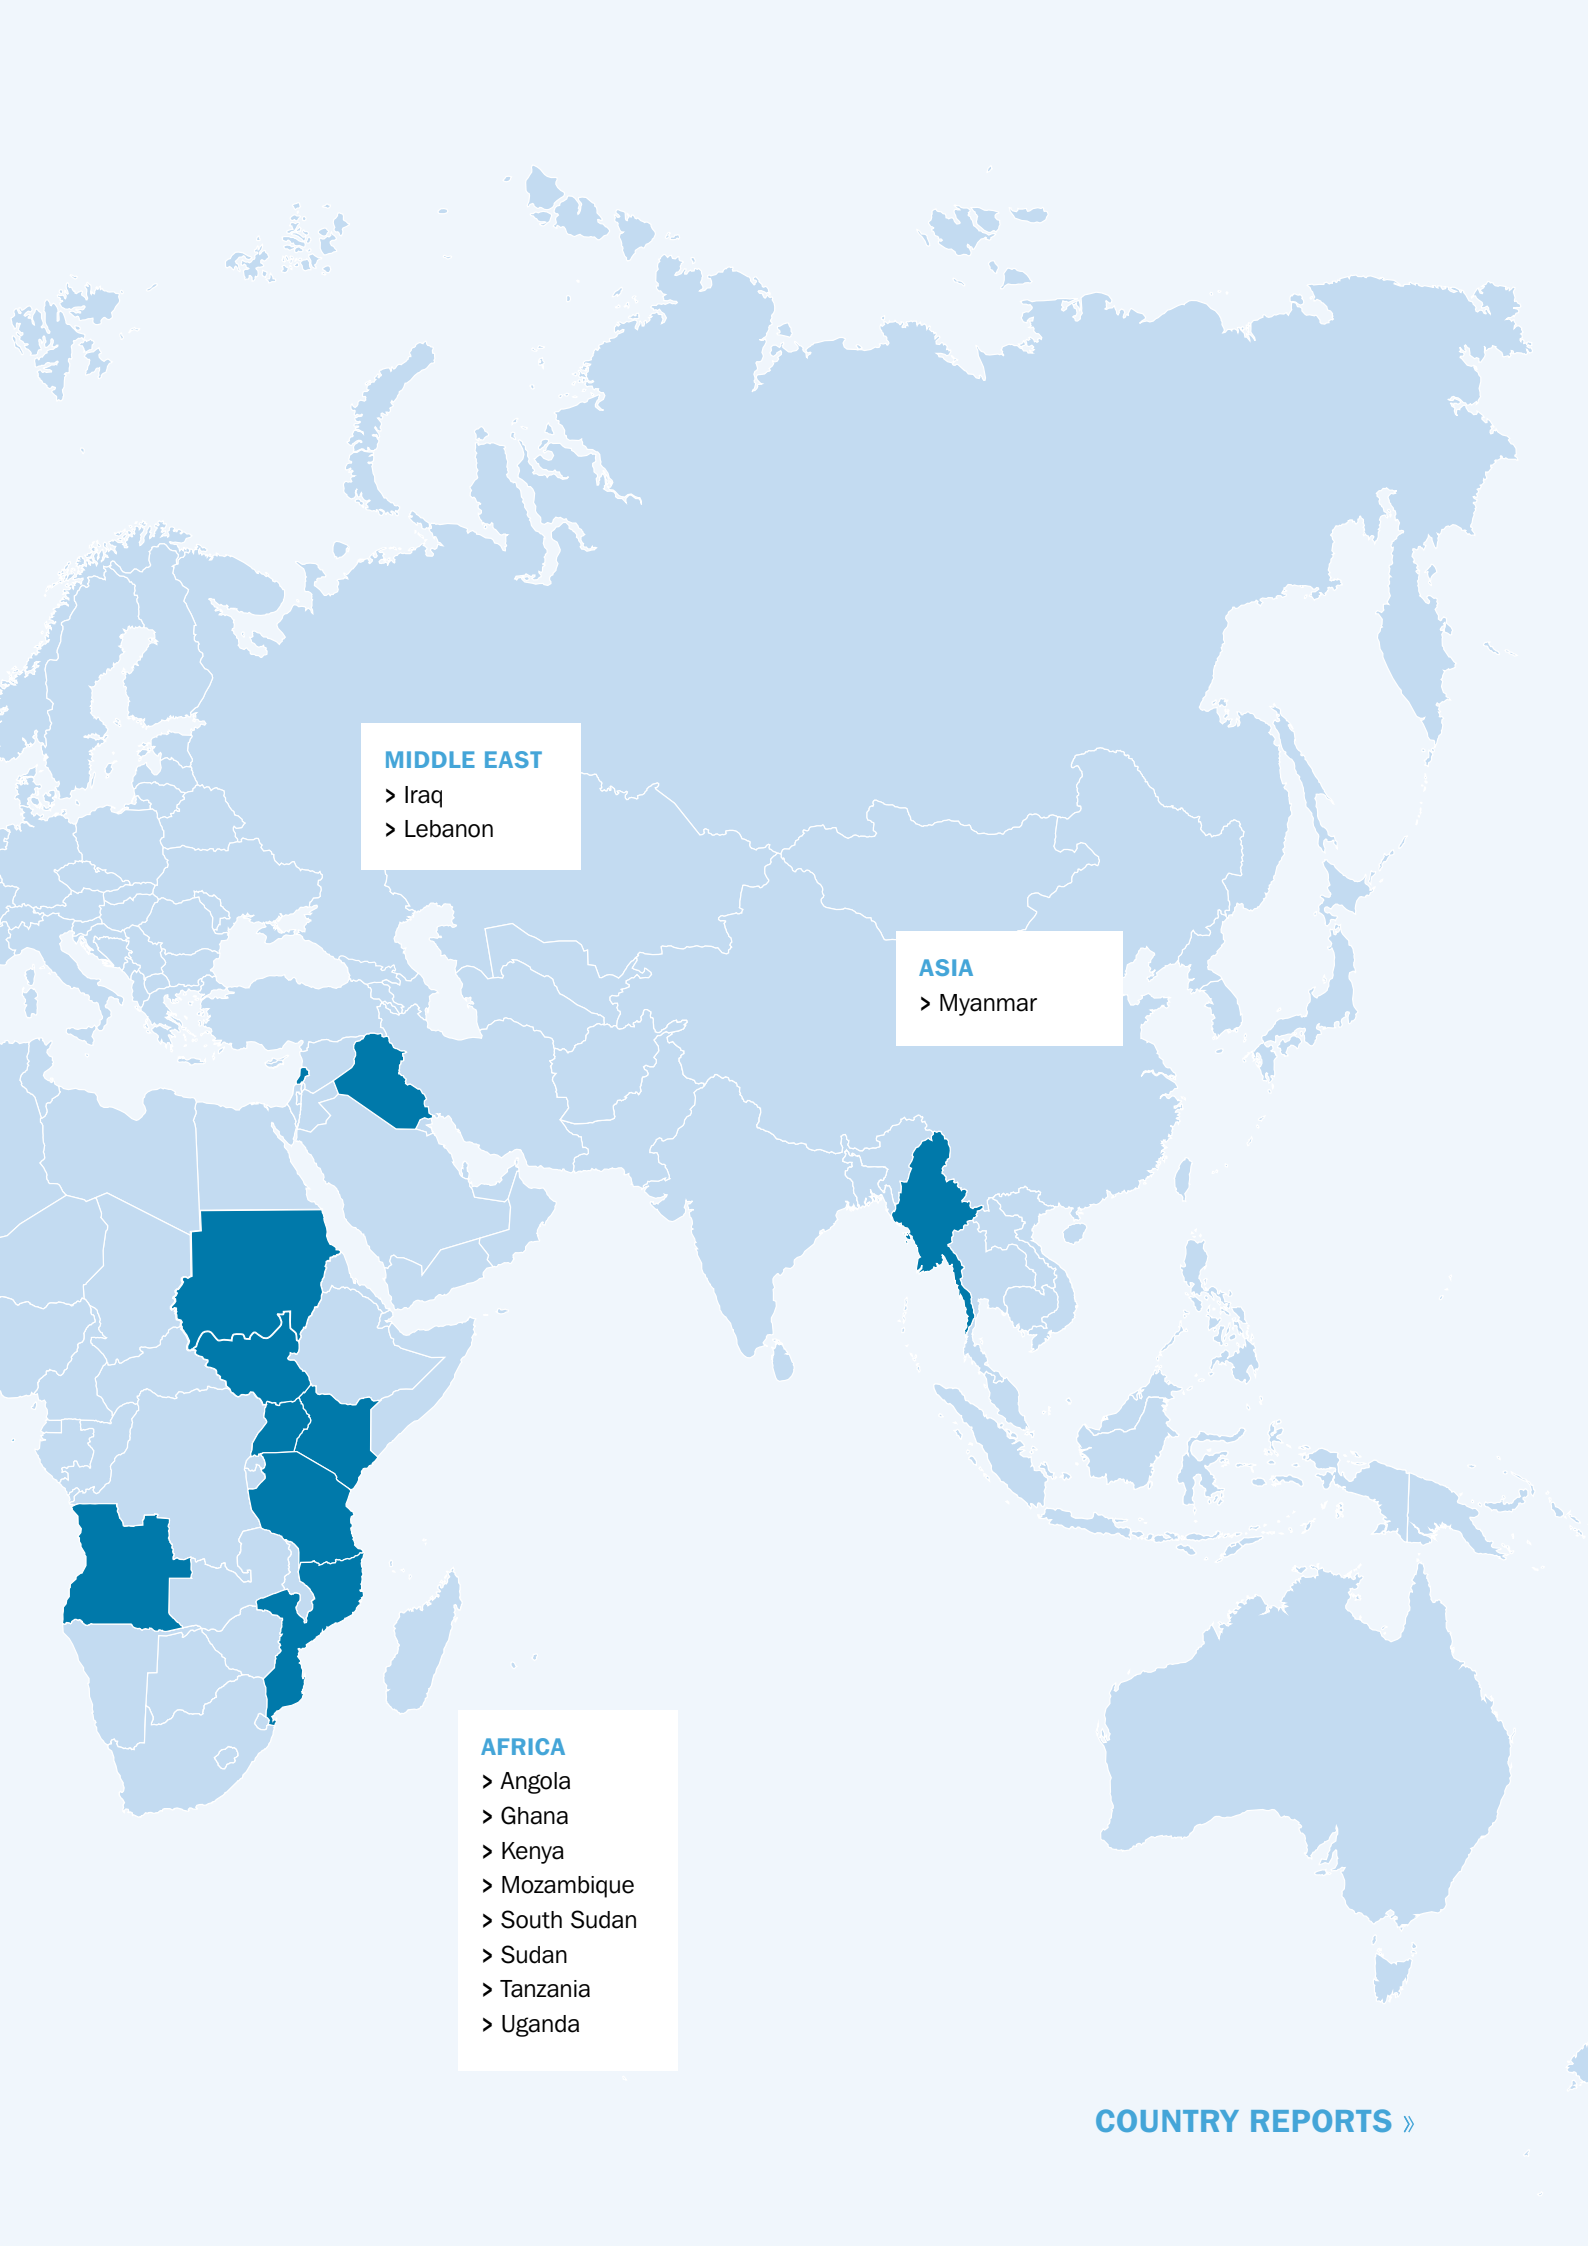 MIDDLE EAST
> Iraq
> Lebanon
ASIA
> Myanmar
AFRICA
> Angola
> Ghana
> Kenya
> Mozambique
> South Sudan
> Sudan
> Tanzania
> Uganda
COUNTRY REPORTS »